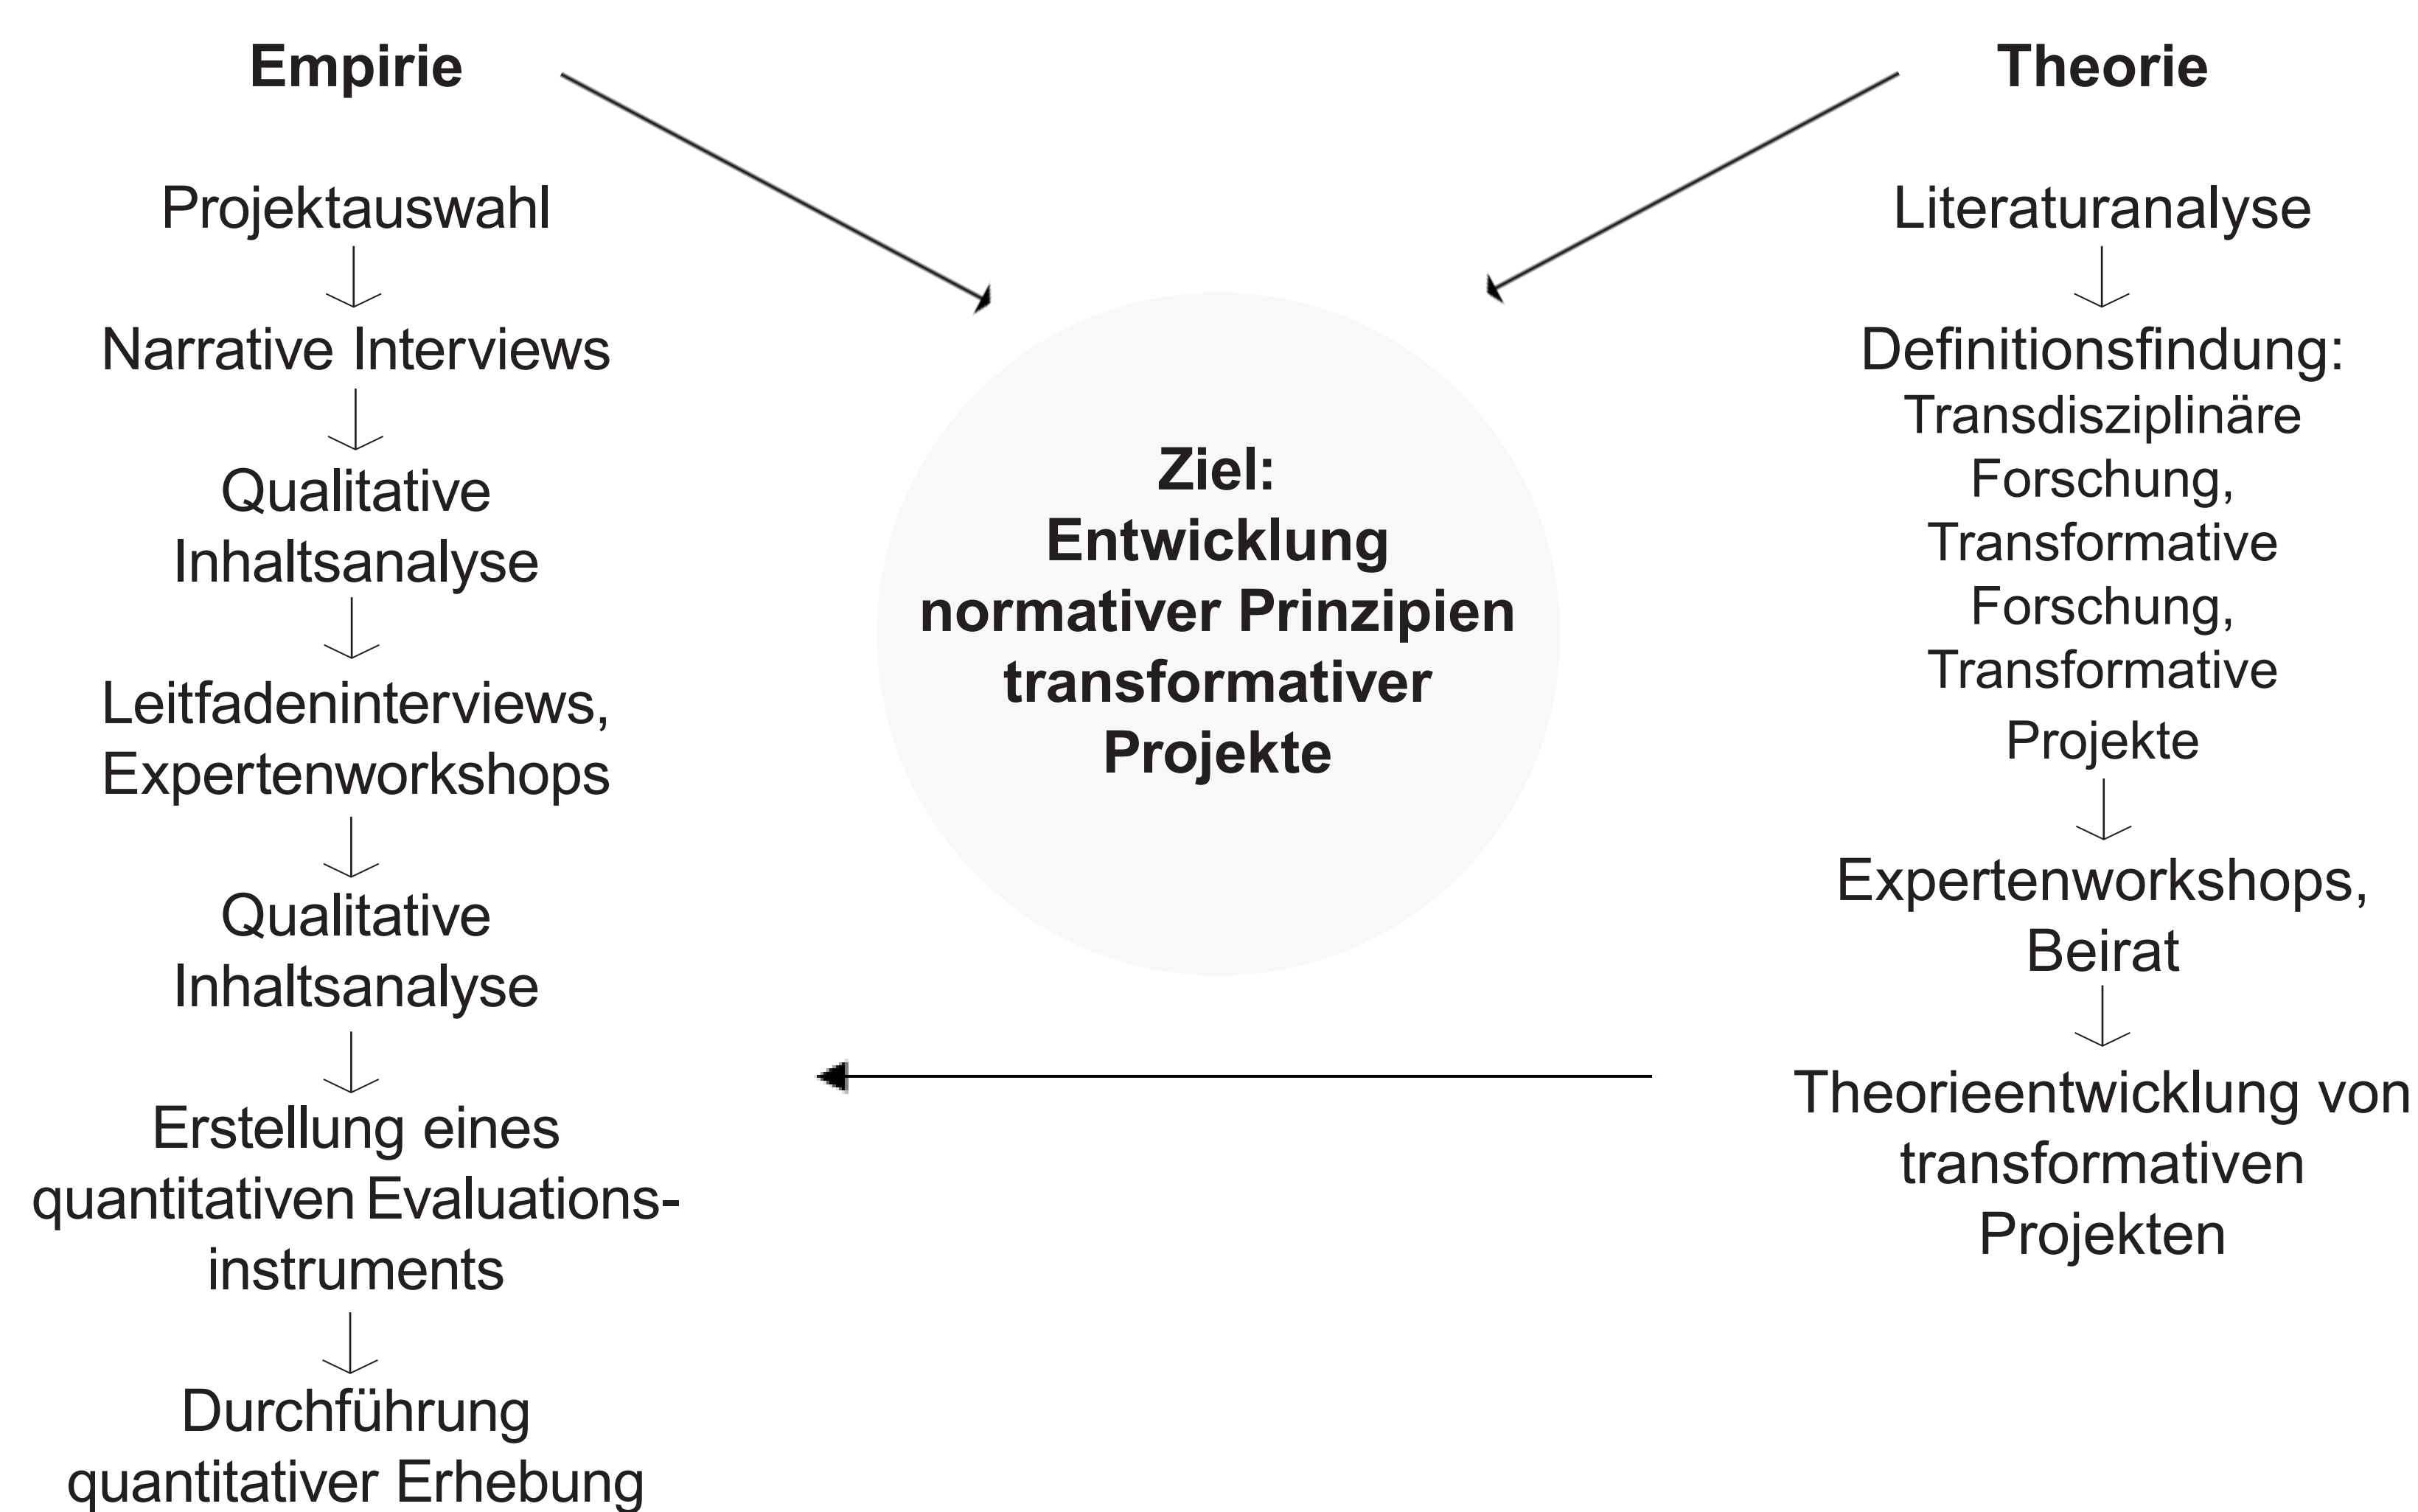 Empirie
Projektauswahl
Narrative Interviews
Qualitative
Inhaltsanalyse
Leitfadeninterviews,
Expertenworkshops
Qualitative
Inhaltsanalyse
Erstellung eines
quantitativen Evaluations-
instruments
Durchführung
quantitativer Erhebung
Ziel:
Entwicklung
normativer Prinzipien
transformativer
Projekte
Theorie
Literaturanalyse
Definitionsfindung:
Transdisziplinäre
Forschung,
Transformative
Forschung,
Transformative
Projekte
Expertenworkshops,
Beirat
Theorieentwicklung von
transformativen
Projekten